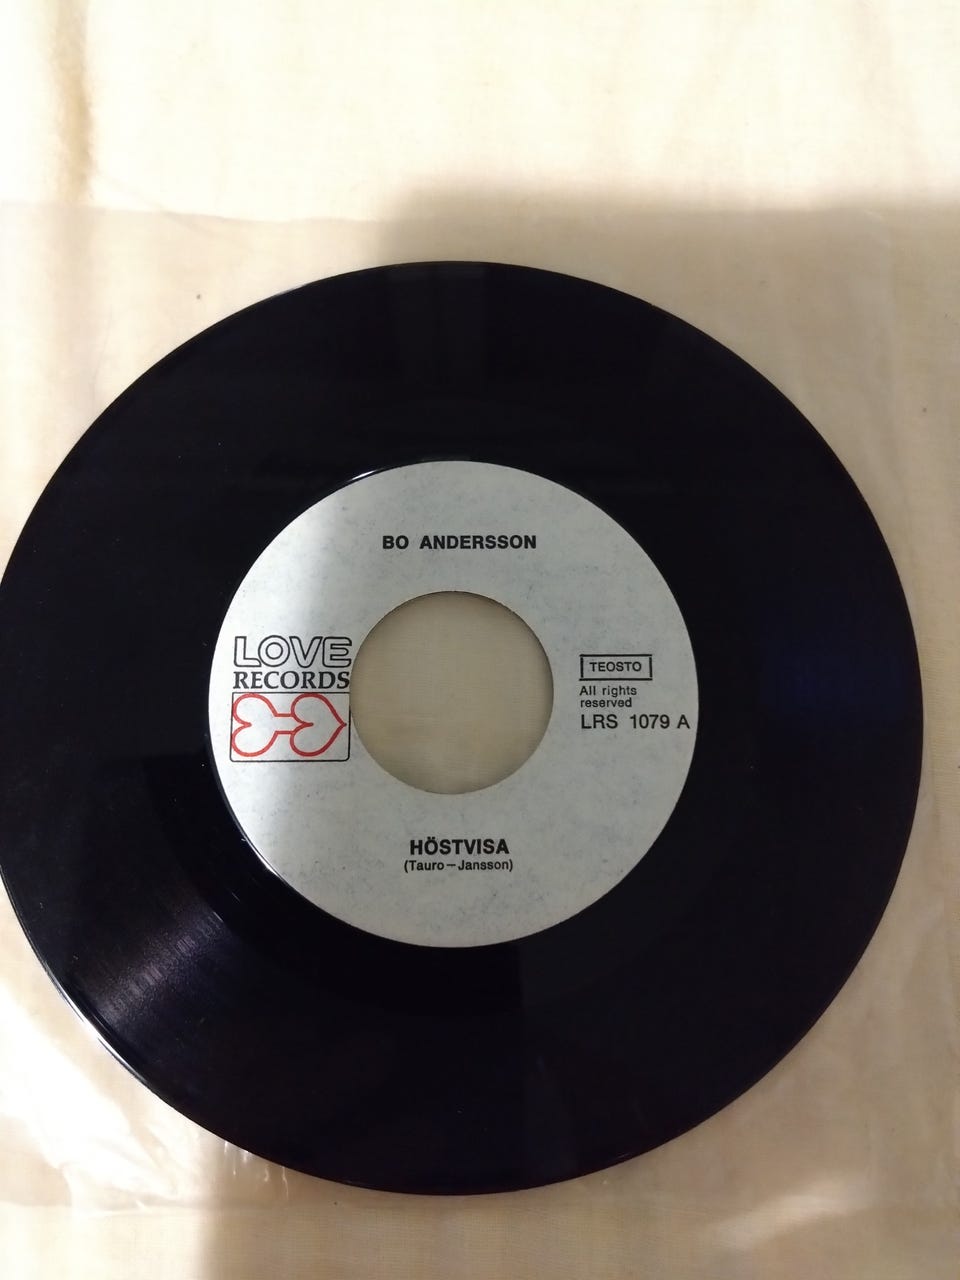 BO ANDERSSON
LOVE
RECORDS
TEOSTO
All rights
reserved
LRS 1079 A
HÖSTVISA
(Tauro–Jansson)